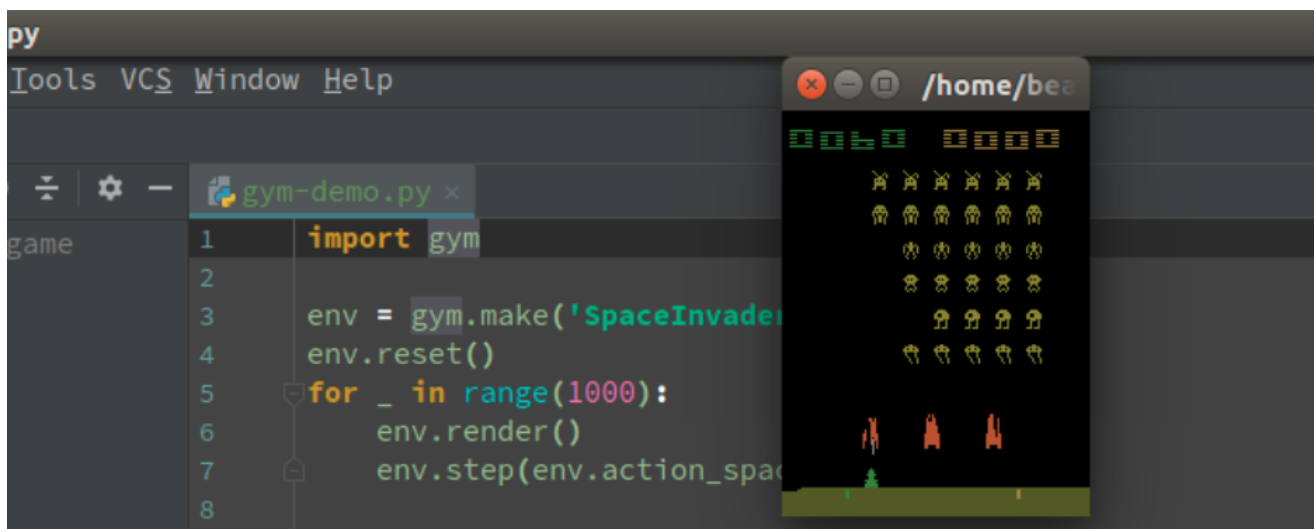 py
Tools VCS Window Help
/home/bea
0060 0000
gym-demo.py
game
1 import gym
2
3 env = gym.make('SpaceInvader
4 env.reset()
5 for _ in range(1000):
6 env.render()
7 env.step(env.action_spac
8